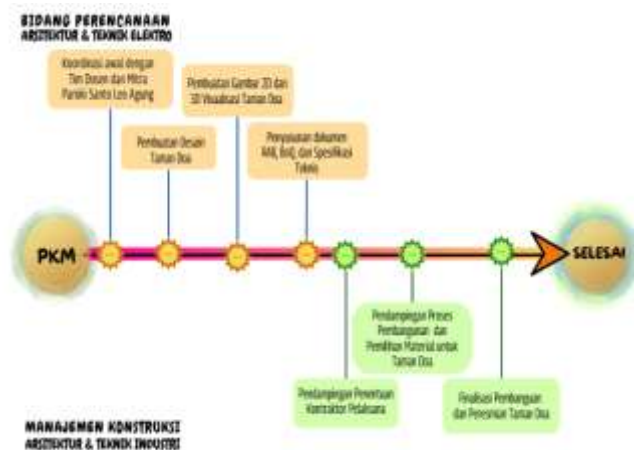 BIDANG PERENCANAAN
ARSITEKTUR & TEKNIK ELEKTRO
Koordinasi awal dengan
Tim Dosen dan Mitra
Paroki Santo Leo Agung
Pembuatan Desain
Taman Doa
Pembuatan Gambar 2D dan
3D Visualisasi Taman Doa
Penyusunan dokumen
RAB, BoQ, dan Spesifikasi
Teknis
PKM
SELESAI
Pendampingan Penentuan
Kontraktor Pelaksana
Pendampingan Proses
Pembangunan dan
Pemilihan Material untuk
Taman Doa
Finalisasi Pembangunan
dan Peresmian Taman Doa
MANAJEMEN KONSTRUKSI
ARSITEKTUR & TEKNIK INDUSTRI